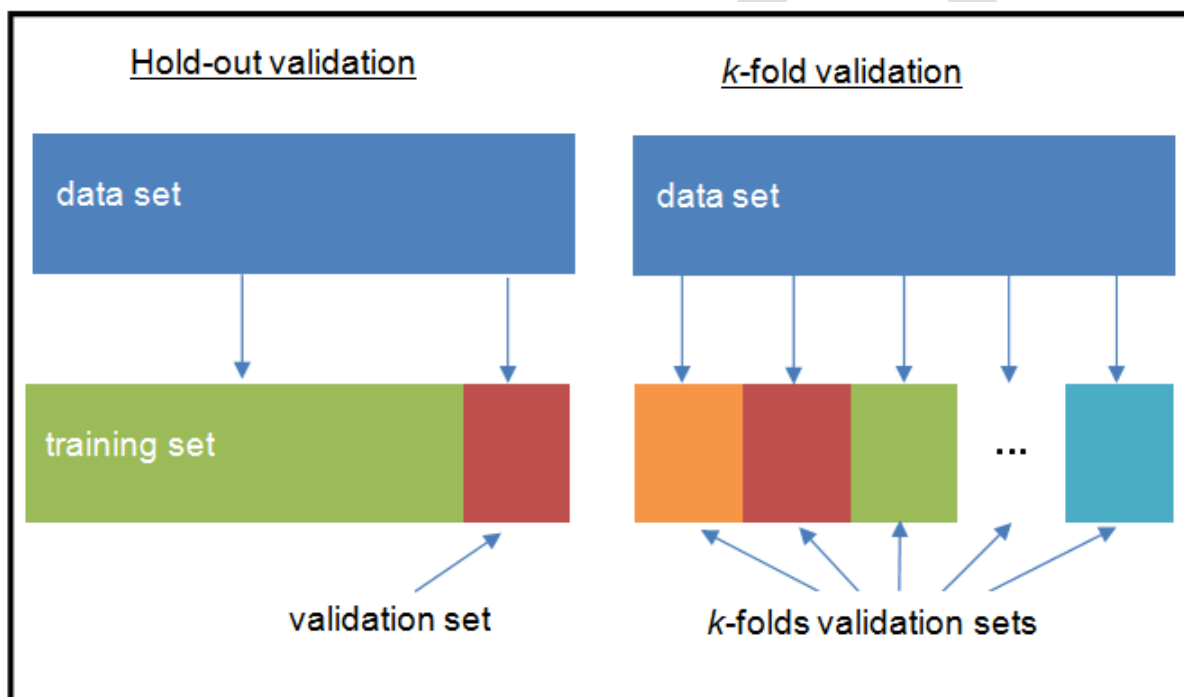 Hold-out validation
data set
training set
validation set
k-fold validation
data set
...
k-folds validation sets